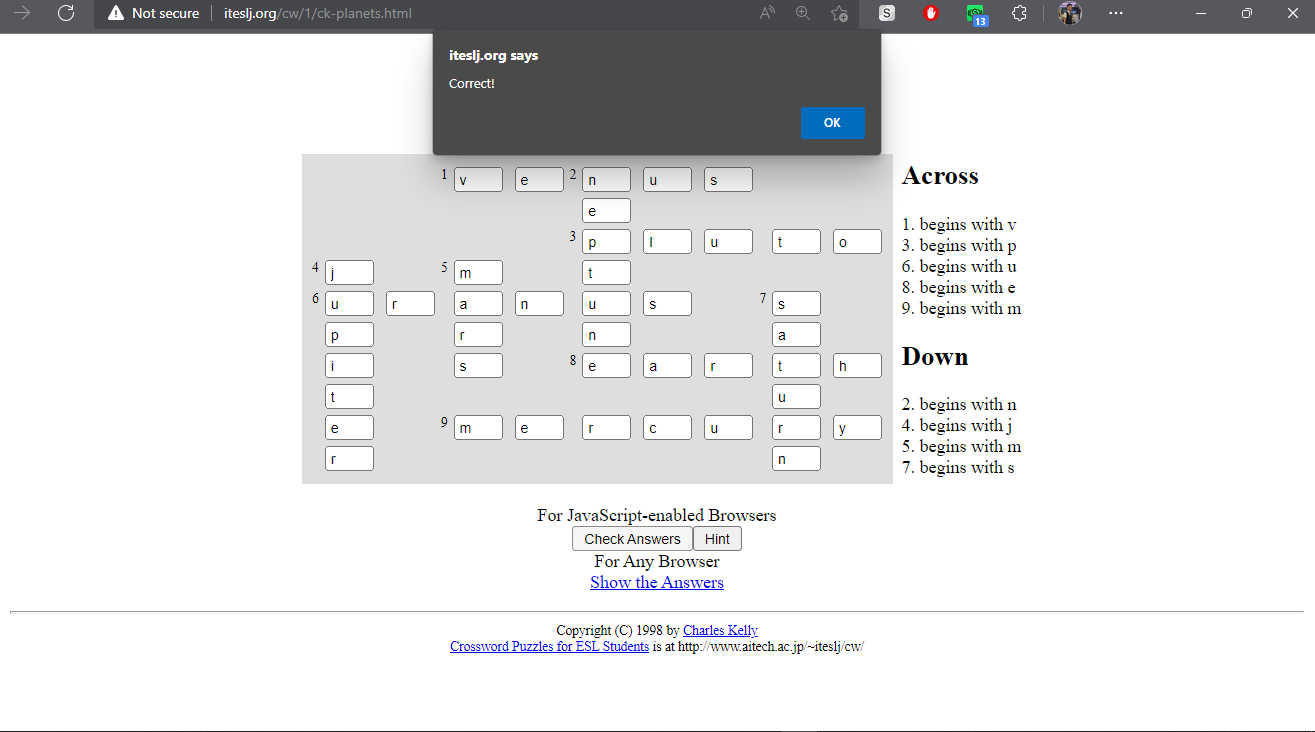 Not secure | iteslj.org/cw/1/ck-planets.html
A
S
13
iteslj.org says
Correct!
OK
1 v e 2 n u s
e
3 p l u t o
4 j 5 m t
6 u r a n u s 7 s
p r n a
i s 8 e a r t h
t u
e 9 m e r c u r y
r n
Across
1. begins with v
3. begins with p
6. begins with u
8. begins with e
9. begins with m
Down
2. begins with n
4. begins with j
5. begins with m
7. begins with s
For JavaScript-enabled Browsers
Check Answers Hint
For Any Browser
Show the Answers
Copyright (C) 1998 by Charles Kelly
Crossword Puzzles for ESL Students is at http://www.aitech.ac.jp/~iteslj/cw/